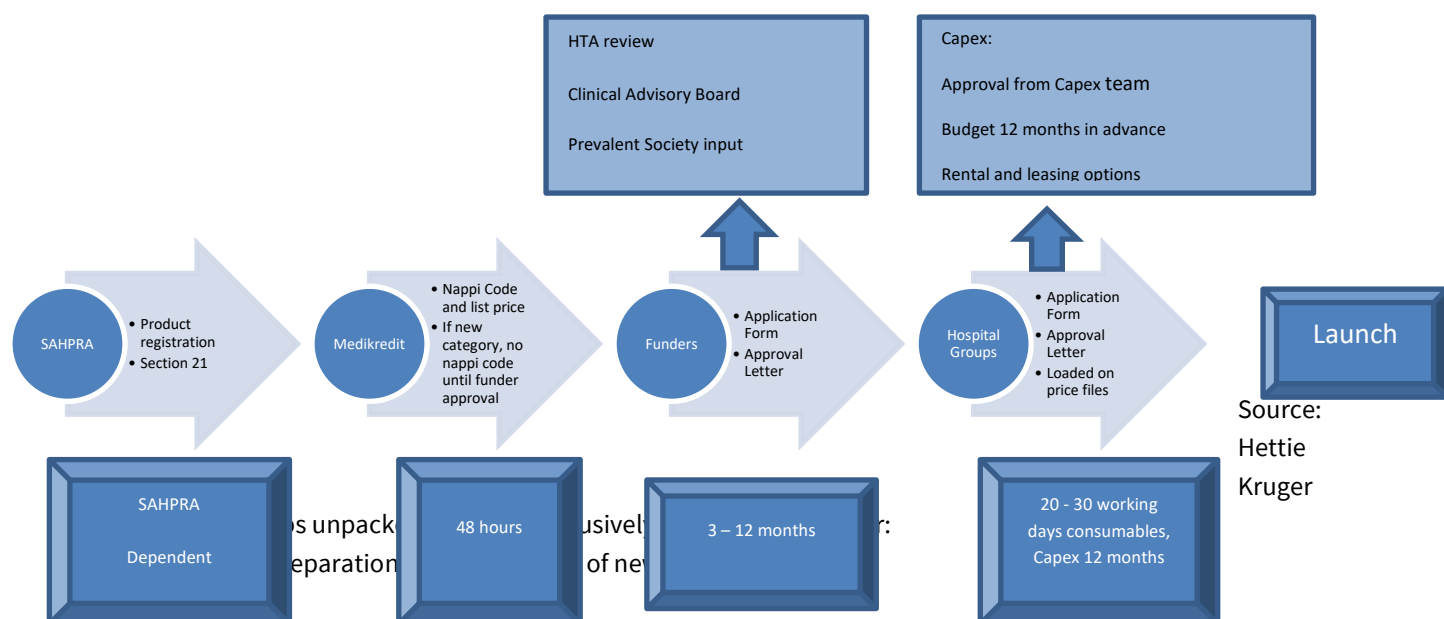 HTA review
Clinical Advisory Board
Prevalent Society input
Capex:
Approval from Capex team
Budget 12 months in advance
Rental and leasing options
SAHPRA
• Product
registration
• Section 21
Medikredit
• Nappi Code
and list price
• If new
category, no
nappi code
until funder
approval
Funders
• Application
Form
• Approval
Letter
Hospital
Groups
• Application
Form
• Approval
Letter
• Loaded on
price files
Launch
Source:
Hettie
Kruger
SAHPRA
Dependent
48 hours
3 – 12 months
20 - 30 working
days consumables,
Capex 12 months
of